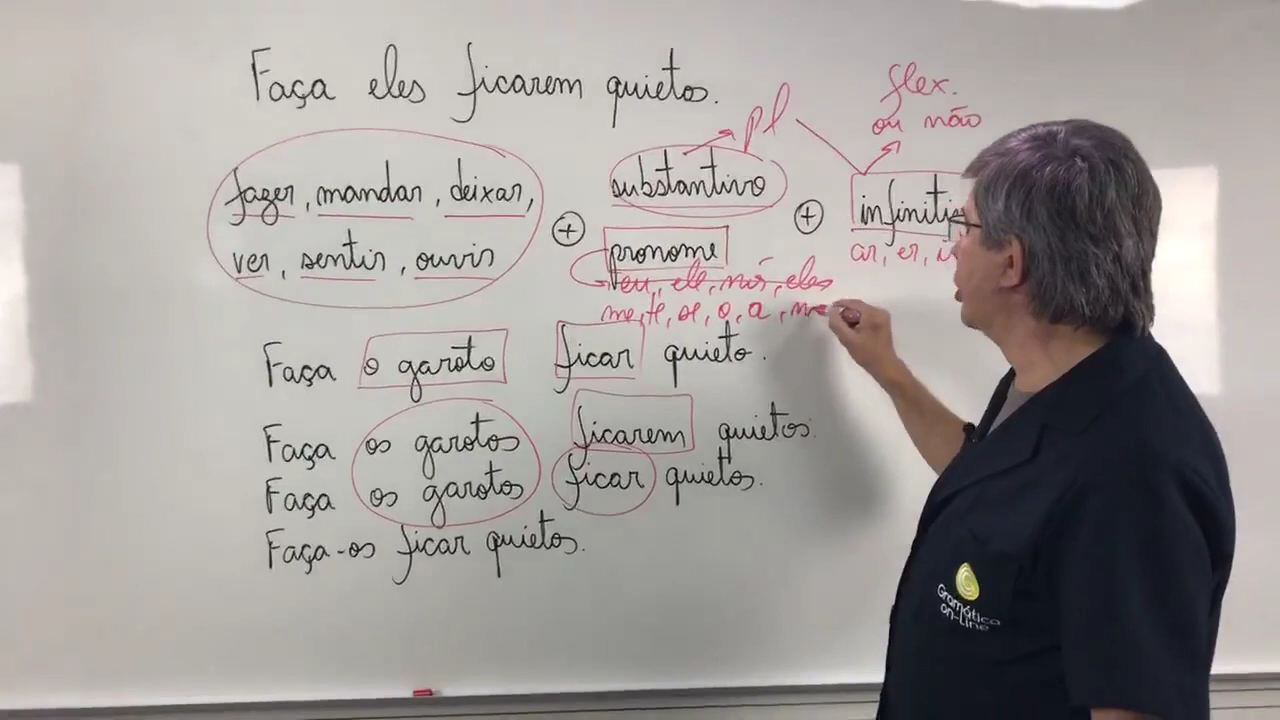 Faça eles ficarem quietos.
flex.
pl
ou não
fazer, mandar, deixar,
substantivo
infiniti
ver, sentir, ouvir
+
+
pronome
ar, er, i
eu, ele, nós, eles
me, te, se, o, a, no
Faça o garoto ficar quieto.
Faça os garotos ficarem quietos.
Faça os garotos ficar quietos.
Faça-os ficar quietos.
Gramática
on-line